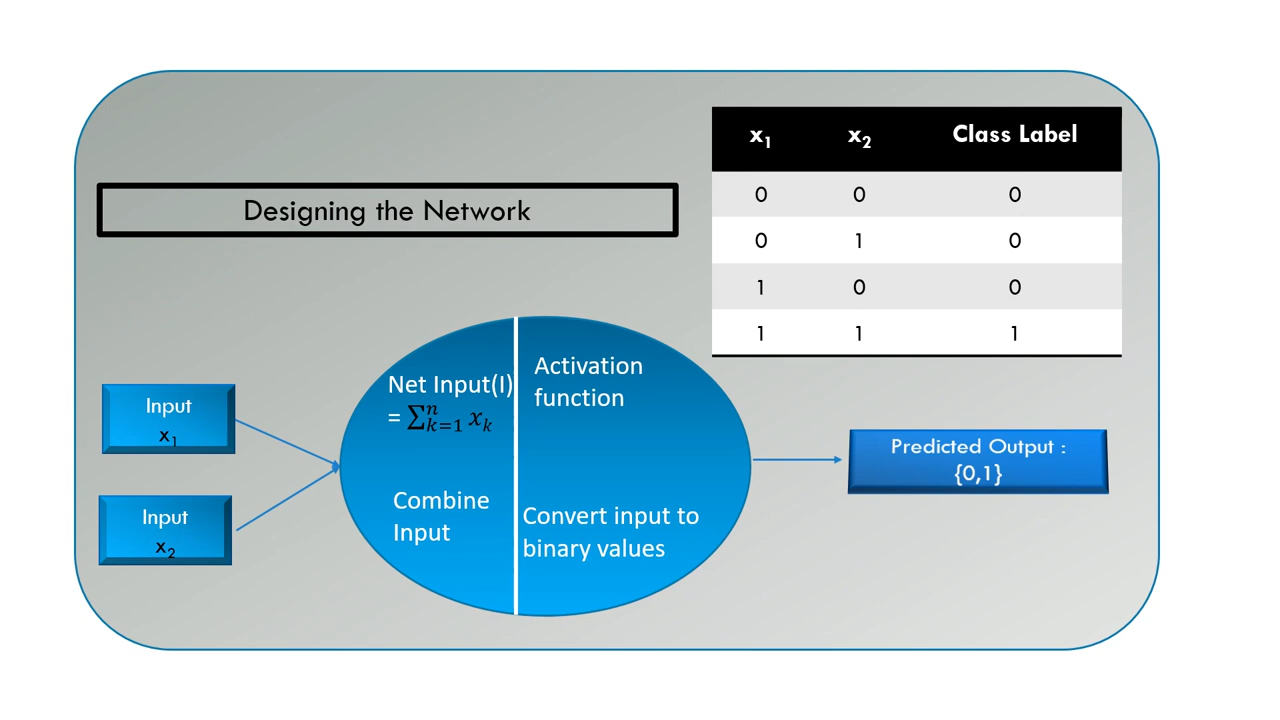 Designing the Network
x₁ x₂ Class Label
0 0 0
0 1 0
1 0 0
1 1 1
Input
x₁
Input
x₂
Net Input(I)
= ∑ⁿₖ₌₁ xₖ
Combine
Input
Activation
function
Convert input to
binary values
Predicted Output :
{0,1}